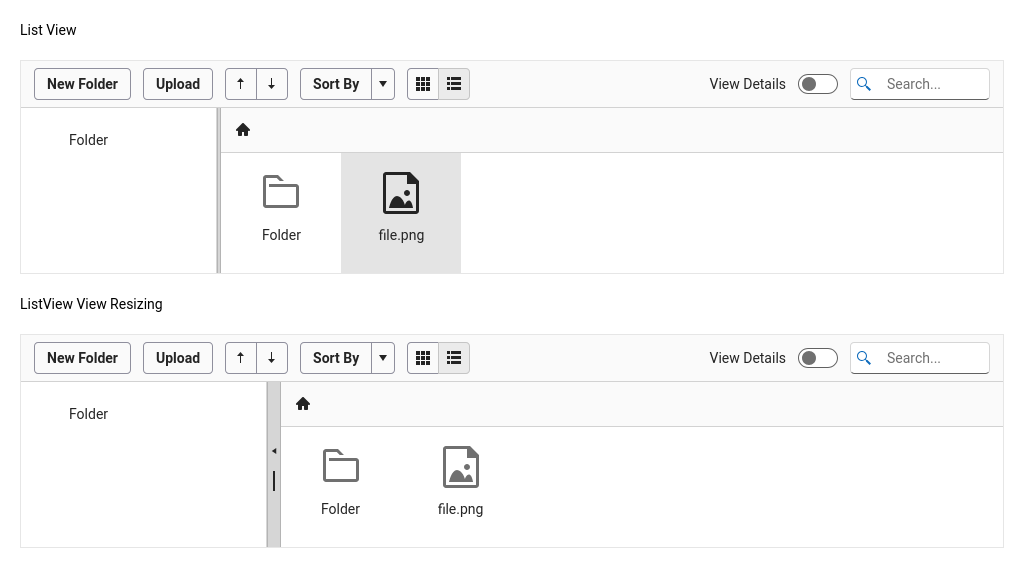 List View
New Folder Upload Sort By View Details Search...
Folder
Folder file.png
ListView View Resizing
New Folder Upload Sort By View Details Search...
Folder
Folder file.png